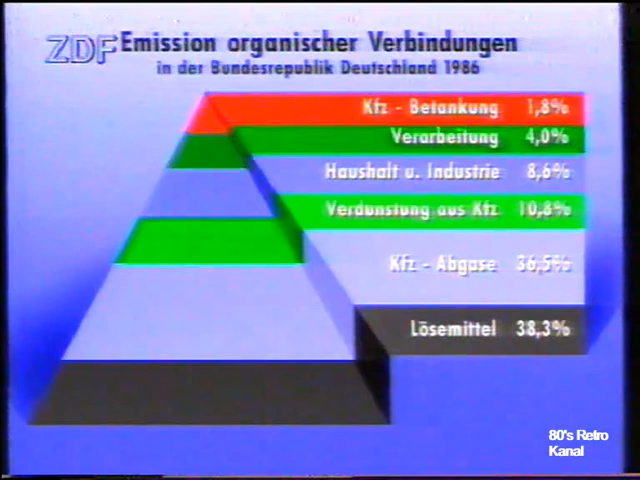 ZDF Emission organischer Verbindungen
in der Bundesrepublik Deutschland 1986
Kfz - Betankung 1,8%
Verarbeitung 4,0%
Haushalt u. Industrie 8,6%
Verdunstung aus Kfz 10,8%
Kfz - Abgase 36,5%
Lösemittel 38,3%
80's Retro
Kanal